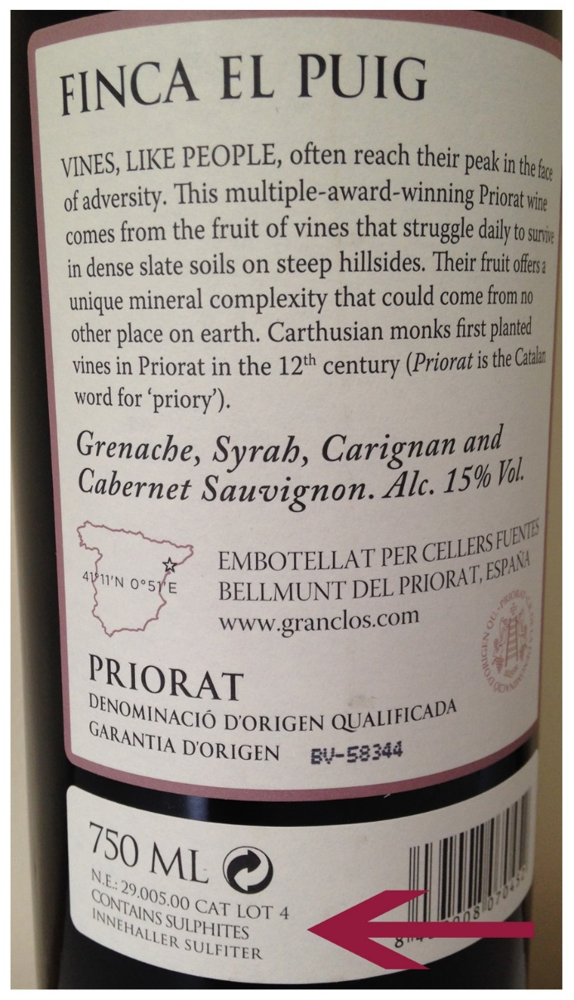 FINCA EL PUIG
VINES, LIKE PEOPLE, often reach their peak in the face
of adversity. This multiple-award-winning Priorat wine
comes from the fruit of vines that struggle daily to survive
in dense slate soils on steep hillsides. Their fruit offers a
unique mineral complexity that could come from no
other place on earth. Carthusian monks first planted
vines in Priorat in the 12th century (Priorat is the Catalan
word for ‘priory’).
Grenache, Syrah, Carignan and
Cabernet Sauvignon. Alc. 15% Vol.
41°11'N 0°51'E
EMBOTELLAT PER CELLERS FUENTES
BELLMUNT DEL PRIORAT, ESPAÑA
www.granclos.com
PRIORAT
DENOMINACIÓ D'ORIGEN QUALIFICADA
GARANTIA D'ORIGEN BV-58344
750 ML
N.E.: 29.005.00 CAT LOT 4
CONTAINS SULPHITES
INNEHALLER SULFITER